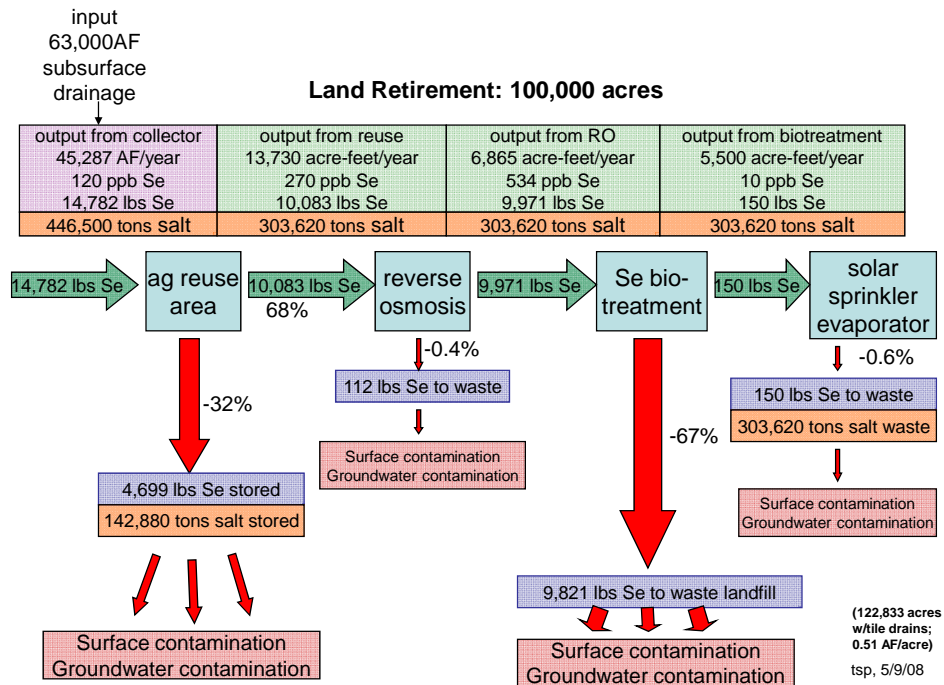 input
63,000AF
subsurface
drainage
Land Retirement: 100,000 acres
output from collector
45,287 AF/year
120 ppb Se
14,782 lbs Se
446,500 tons salt
output from reuse
13,730 acre-feet/year
270 ppb Se
10,083 lbs Se
303,620 tons salt
output from RO
6,865 acre-feet/year
534 ppb Se
9,971 lbs Se
303,620 tons salt
output from biotreatment
5,500 acre-feet/year
10 ppb Se
150 lbs Se
303,620 tons salt
14,782 lbs Se
ag reuse
area
10,083 lbs Se
68%
reverse
osmosis
9,971 lbs Se
Se bio-
treatment
150 lbs Se
solar
sprinkler
evaporator
-32%
4,699 lbs Se stored
142,880 tons salt stored
Surface contamination
Groundwater contamination
-0.4%
112 lbs Se to waste
Surface contamination
Groundwater contamination
-67%
9,821 lbs Se to waste landfill
Surface contamination
Groundwater contamination
-0.6%
150 lbs Se to waste
303,620 tons salt waste
Surface contamination
Groundwater contamination
(122,833 acres
w/tile drains;
0.51 AF/acre)
tsp, 5/9/08